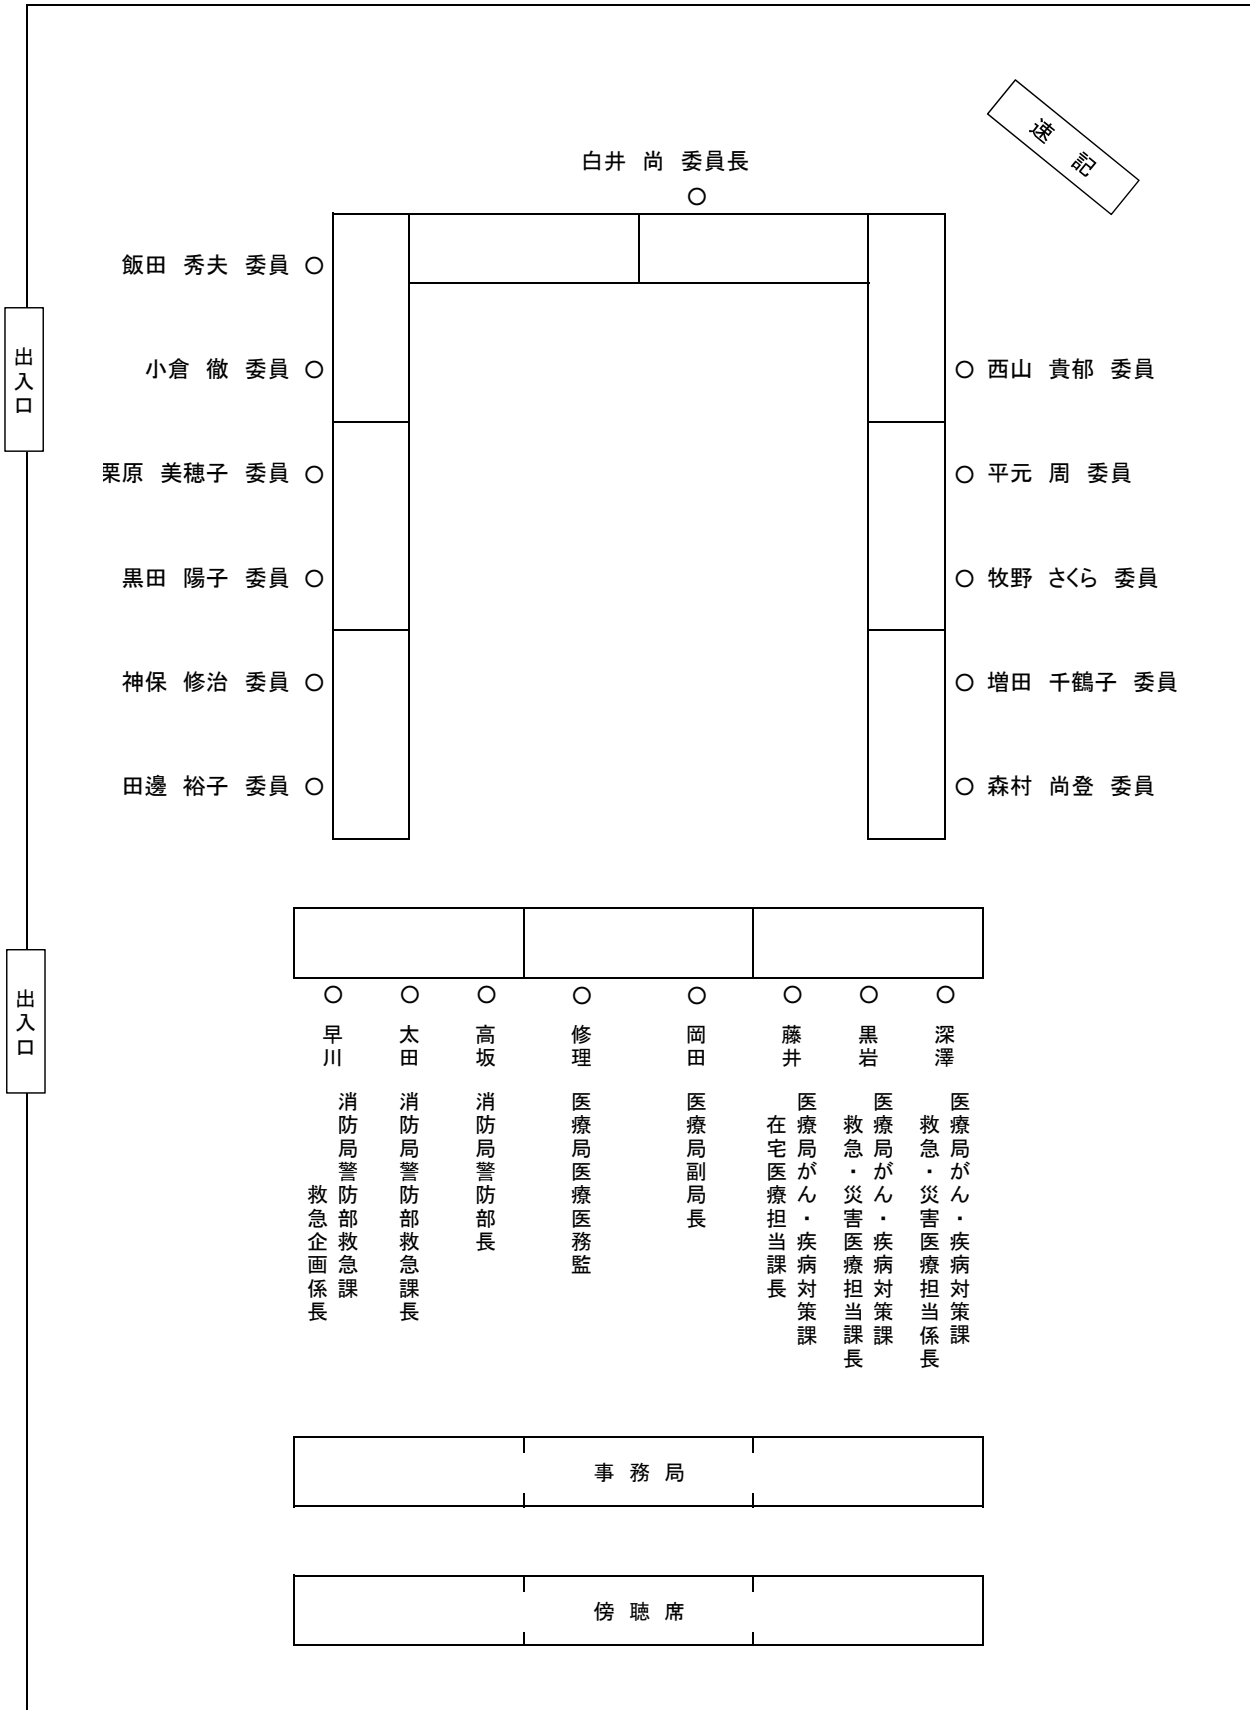 速 記
白井 尚 委員長
飯田 秀夫 委員
小倉 徹 委員
栗原 美穂子 委員
黒田 陽子 委員
神保 修治 委員
田邊 裕子 委員
西山 貴郁 委員
平元 周 委員
牧野 さくら 委員
増田 千鶴子 委員
森村 尚登 委員
出入口
出入口
早川 消防局警防部救急課
救急企画係長
太田 消防局警防部救急課長
高坂 消防局警防部長
修理 医療局医療医務監
岡田 医療局副局長
藤井 医療局がん・疾病対策課
在宅医療担当課長
黒岩 医療局がん・疾病対策課
救急・災害医療担当課長
深澤 医療局がん・疾病対策課
救急・災害医療担当係長
事 務 局
傍 聴 席